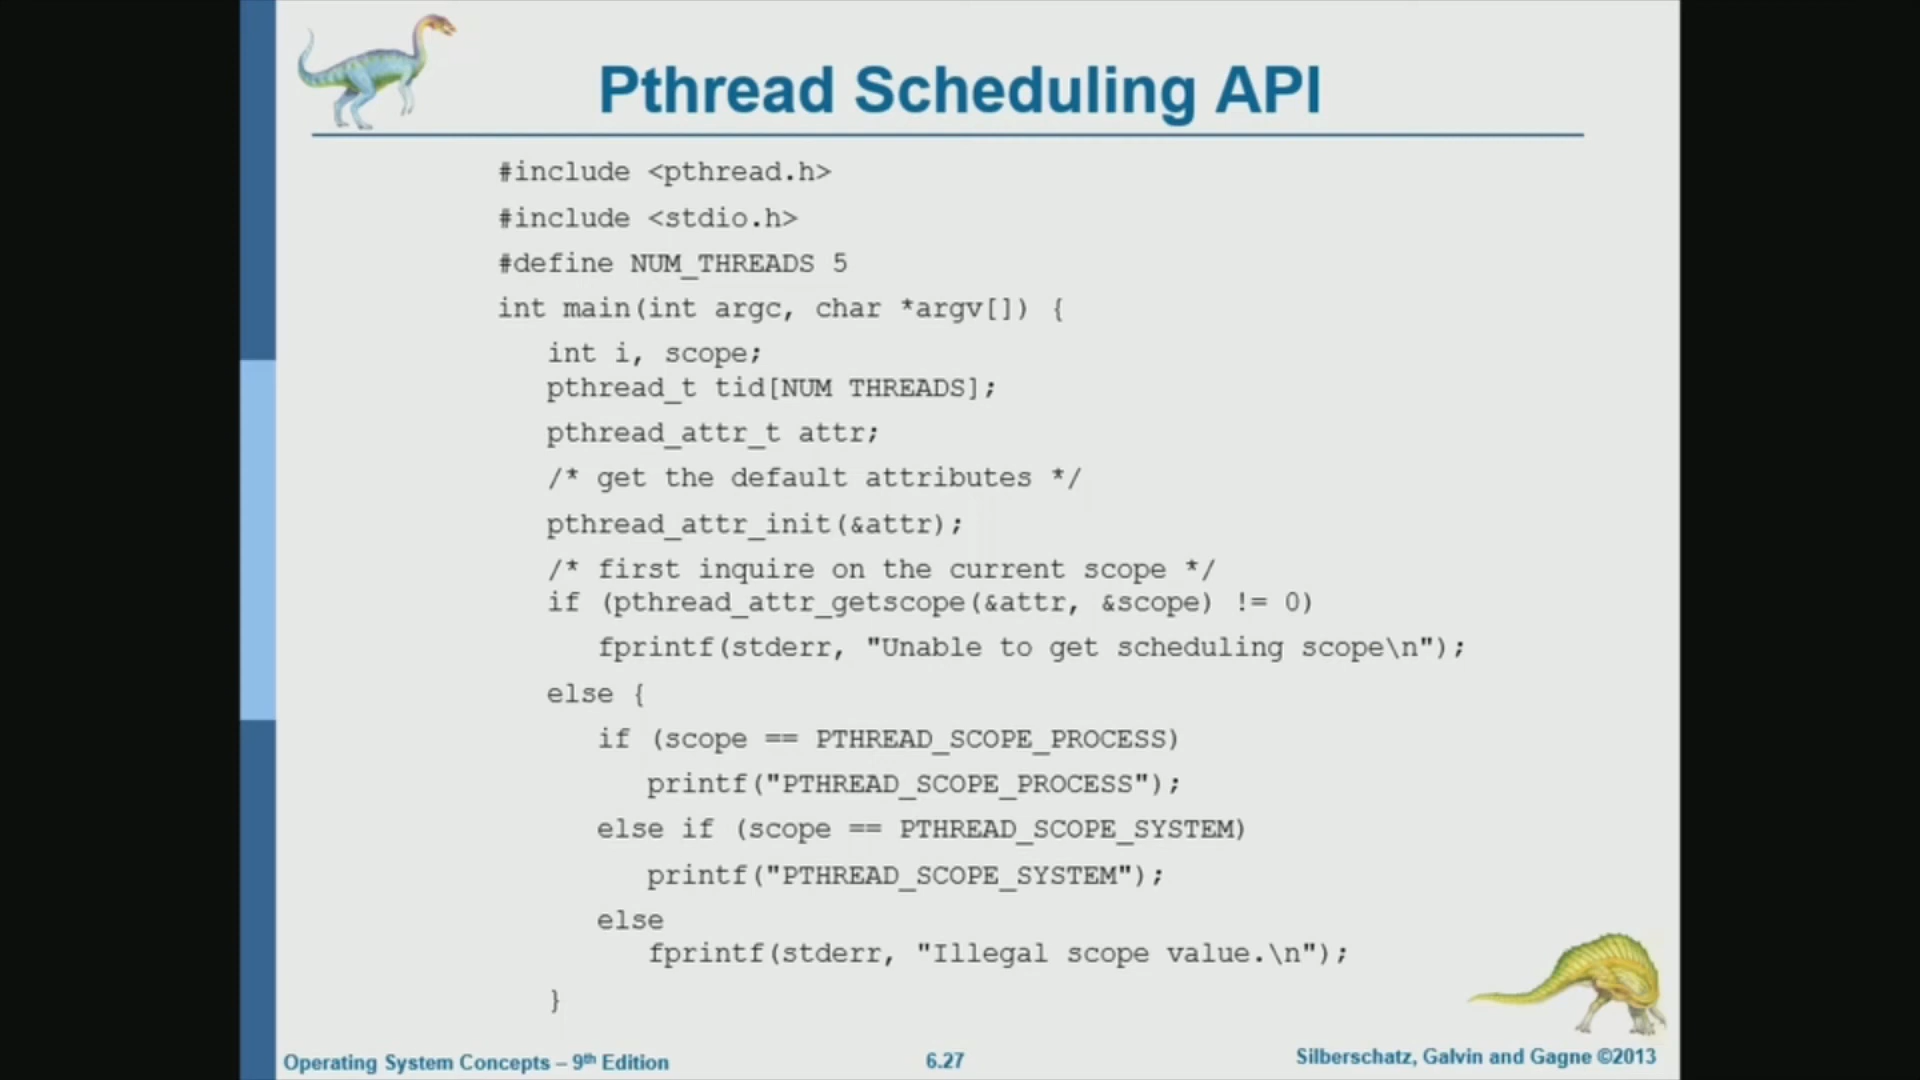 Pthread Scheduling API
#include <pthread.h>
#include <stdio.h>
#define NUM_THREADS 5
int main(int argc, char *argv[]) {
int i, scope;
pthread_t tid[NUM THREADS];
pthread_attr_t attr;
/* get the default attributes */
pthread_attr_init(&attr);
/* first inquire on the current scope */
if (pthread_attr_getscope(&attr, &scope) != 0)
fprintf(stderr, "Unable to get scheduling scope\n");
else {
if (scope == PTHREAD_SCOPE_PROCESS)
printf("PTHREAD_SCOPE_PROCESS");
else if (scope == PTHREAD_SCOPE_SYSTEM)
printf("PTHREAD_SCOPE_SYSTEM");
else
fprintf(stderr, "Illegal scope value.\n");
}
Operating System Concepts – 9th Edition
6.27
Silberschatz, Galvin and Gagne ©2013